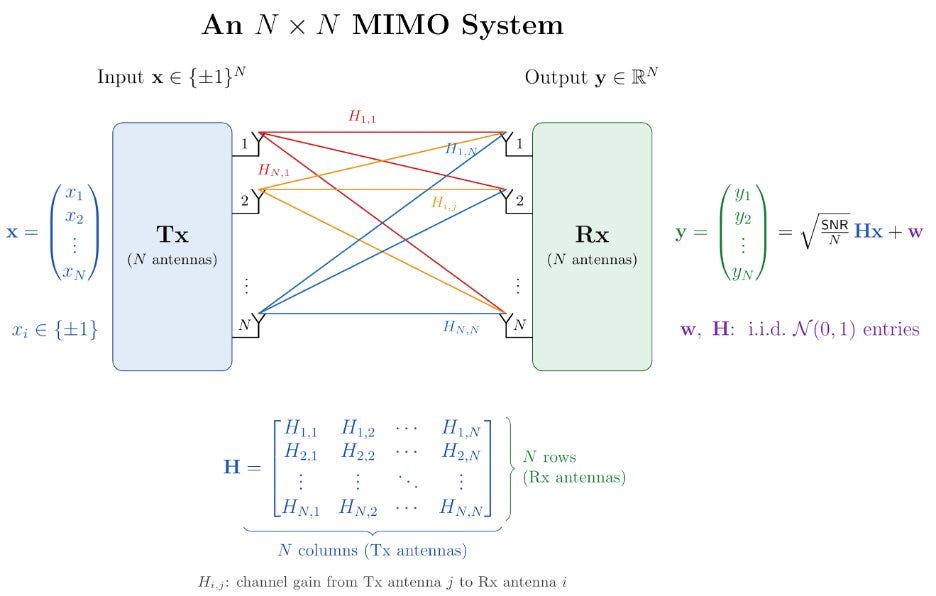 An N × N MIMO System
Input x ∈ {±1}^N
Output y ∈ ℝ^N
H_{1,1}
H_{1,N}
H_{N,1}
H_{i,j}
H_{N,N}
1
2
⋮
N
Tx
(N antennas)
1
2
⋮
N
Rx
(N antennas)
x = (x_1 x_2 ⋮ x_N)
x_i ∈ {±1}
y = (y_1 y_2 ⋮ y_N) = √(SNR/N) Hx + w
w, H: i.i.d. 𝒩(0, 1) entries
H = [H_{1,1} H_{1,2} ⋯ H_{1,N}
H_{2,1} H_{2,2} ⋯ H_{2,N}
⋮ ⋮ ⋱ ⋮
H_{N,1} H_{N,2} ⋯ H_{N,N}]
N rows
(Rx antennas)
N columns (Tx antennas)
H_{i,j}: channel gain from Tx antenna j to Rx antenna i